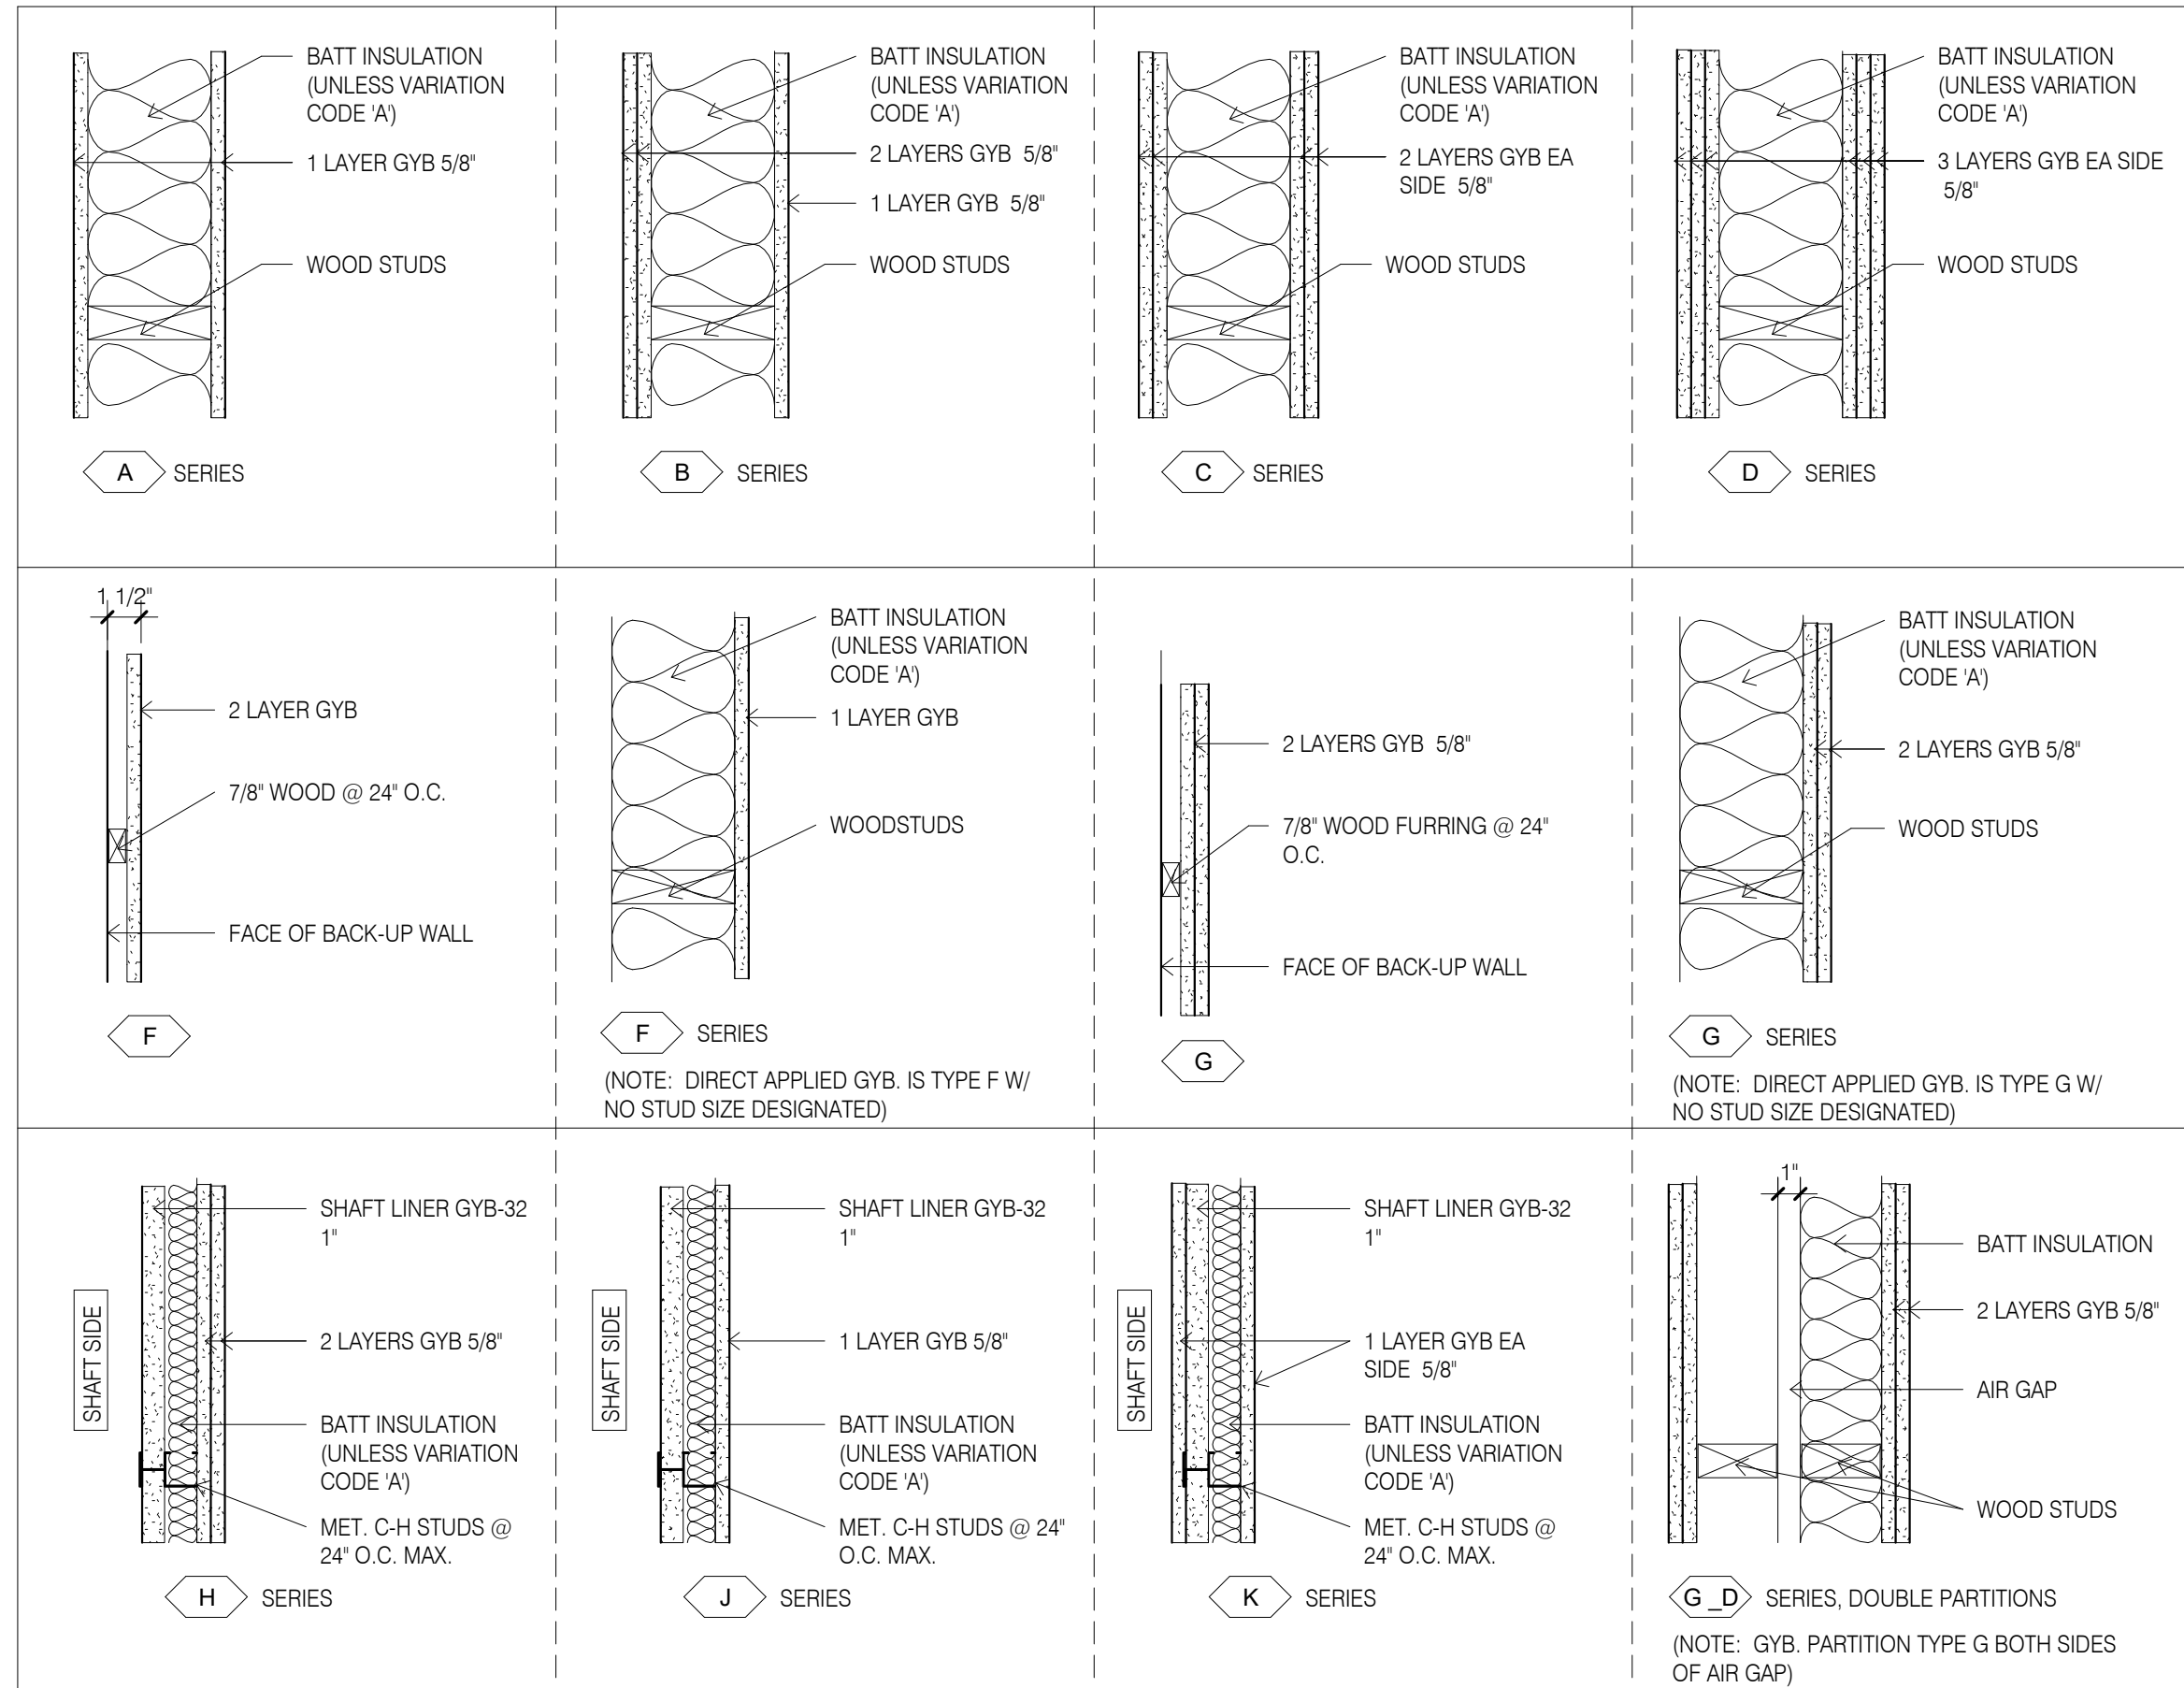 BATT INSULATION
(UNLESS VARIATION
CODE 'A')
1 LAYER GYB 5/8"
WOOD STUDS
A SERIES
BATT INSULATION
(UNLESS VARIATION
CODE 'A')
2 LAYERS GYB 5/8"
1 LAYER GYB 5/8"
WOOD STUDS
B SERIES
BATT INSULATION
(UNLESS VARIATION
CODE 'A')
2 LAYERS GYB EA
SIDE 5/8"
WOOD STUDS
C SERIES
BATT INSULATION
(UNLESS VARIATION
CODE 'A')
3 LAYERS GYB EA SIDE
5/8"
WOOD STUDS
D SERIES
1 1/2"
2 LAYER GYB
7/8" WOOD @ 24" O.C.
FACE OF BACK-UP WALL
F
BATT INSULATION
(UNLESS VARIATION
CODE 'A')
1 LAYER GYB
WOODSTUDS
F SERIES
(NOTE: DIRECT APPLIED GYB. IS TYPE F W/
NO STUD SIZE DESIGNATED)
2 LAYERS GYB 5/8"
7/8" WOOD FURRING @ 24"
O.C.
FACE OF BACK-UP WALL
G
BATT INSULATION
(UNLESS VARIATION
CODE 'A')
2 LAYERS GYB 5/8"
WOOD STUDS
G SERIES
(NOTE: DIRECT APPLIED GYB. IS TYPE G W/
NO STUD SIZE DESIGNATED)
SHAFT SIDE
SHAFT LINER GYB-32
1"
2 LAYERS GYB 5/8"
BATT INSULATION
(UNLESS VARIATION
CODE 'A')
MET. C-H STUDS @
24" O.C. MAX.
H SERIES
SHAFT SIDE
SHAFT LINER GYB-32
1"
1 LAYER GYB 5/8"
BATT INSULATION
(UNLESS VARIATION
CODE 'A')
MET. C-H STUDS @ 24"
O.C. MAX.
J SERIES
SHAFT SIDE
SHAFT LINER GYB-32
1"
1 LAYER GYB EA
SIDE 5/8"
BATT INSULATION
(UNLESS VARIATION
CODE 'A')
MET. C-H STUDS @
24" O.C. MAX.
K SERIES
1"
BATT INSULATION
2 LAYERS GYB 5/8"
AIR GAP
WOOD STUDS
G _D SERIES, DOUBLE PARTITIONS
(NOTE: GYB. PARTITION TYPE G BOTH SIDES
OF AIR GAP)